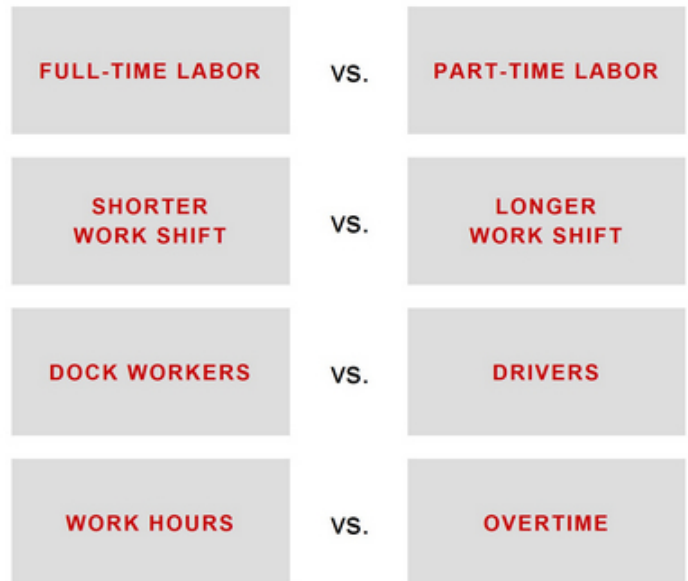 FULL-TIME LABOR VS. PART-TIME LABOR
SHORTER
WORK SHIFT
VS.
LONGER
WORK SHIFT
DOCK WORKERS VS. DRIVERS
WORK HOURS VS. OVERTIME